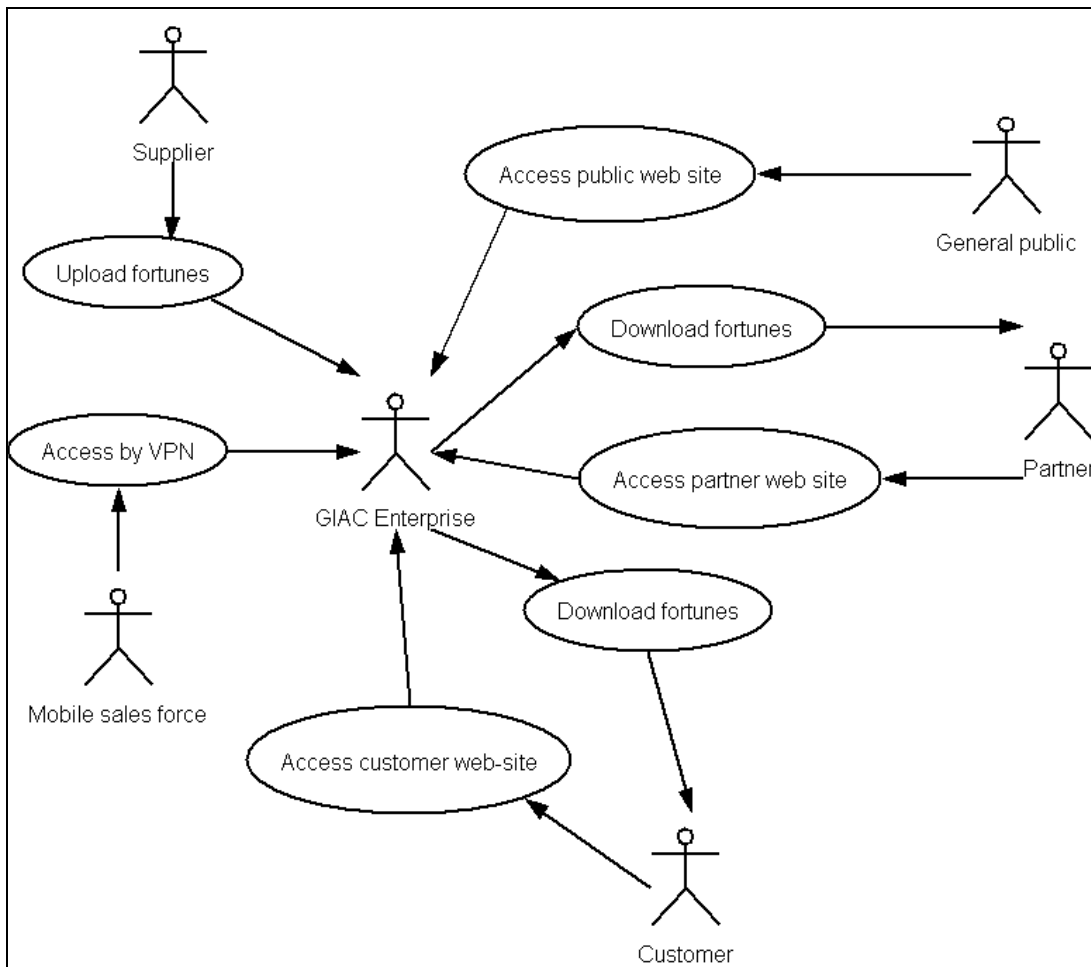 Supplier
Access public web site
General public
Upload fortunes
Download fortunes
Access by VPN
Access partner web site
Partner
GIAC Enterprise
Download fortunes
Mobile sales force
Access customer web-site
Customer